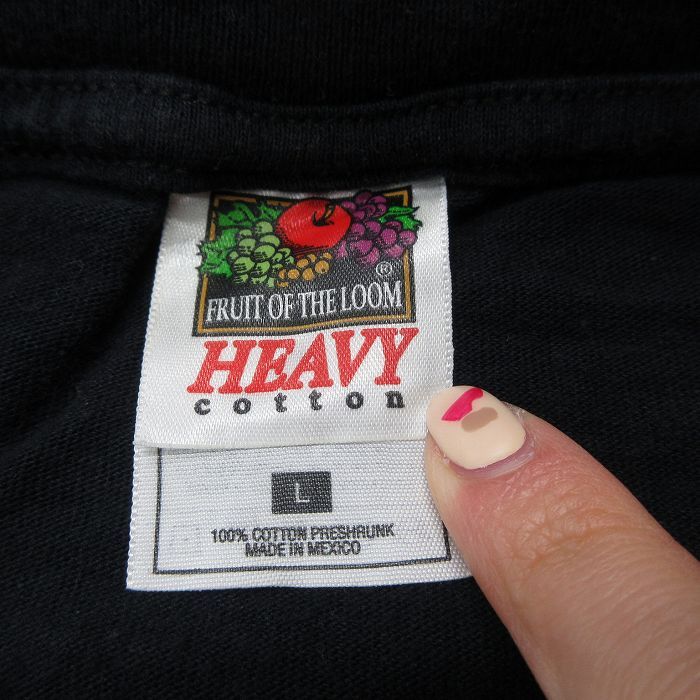 ®
FRUIT OF THE LOOM
HEAVY
cotton
L
100% COTTON PRESHRUNK
MADE IN MEXICO